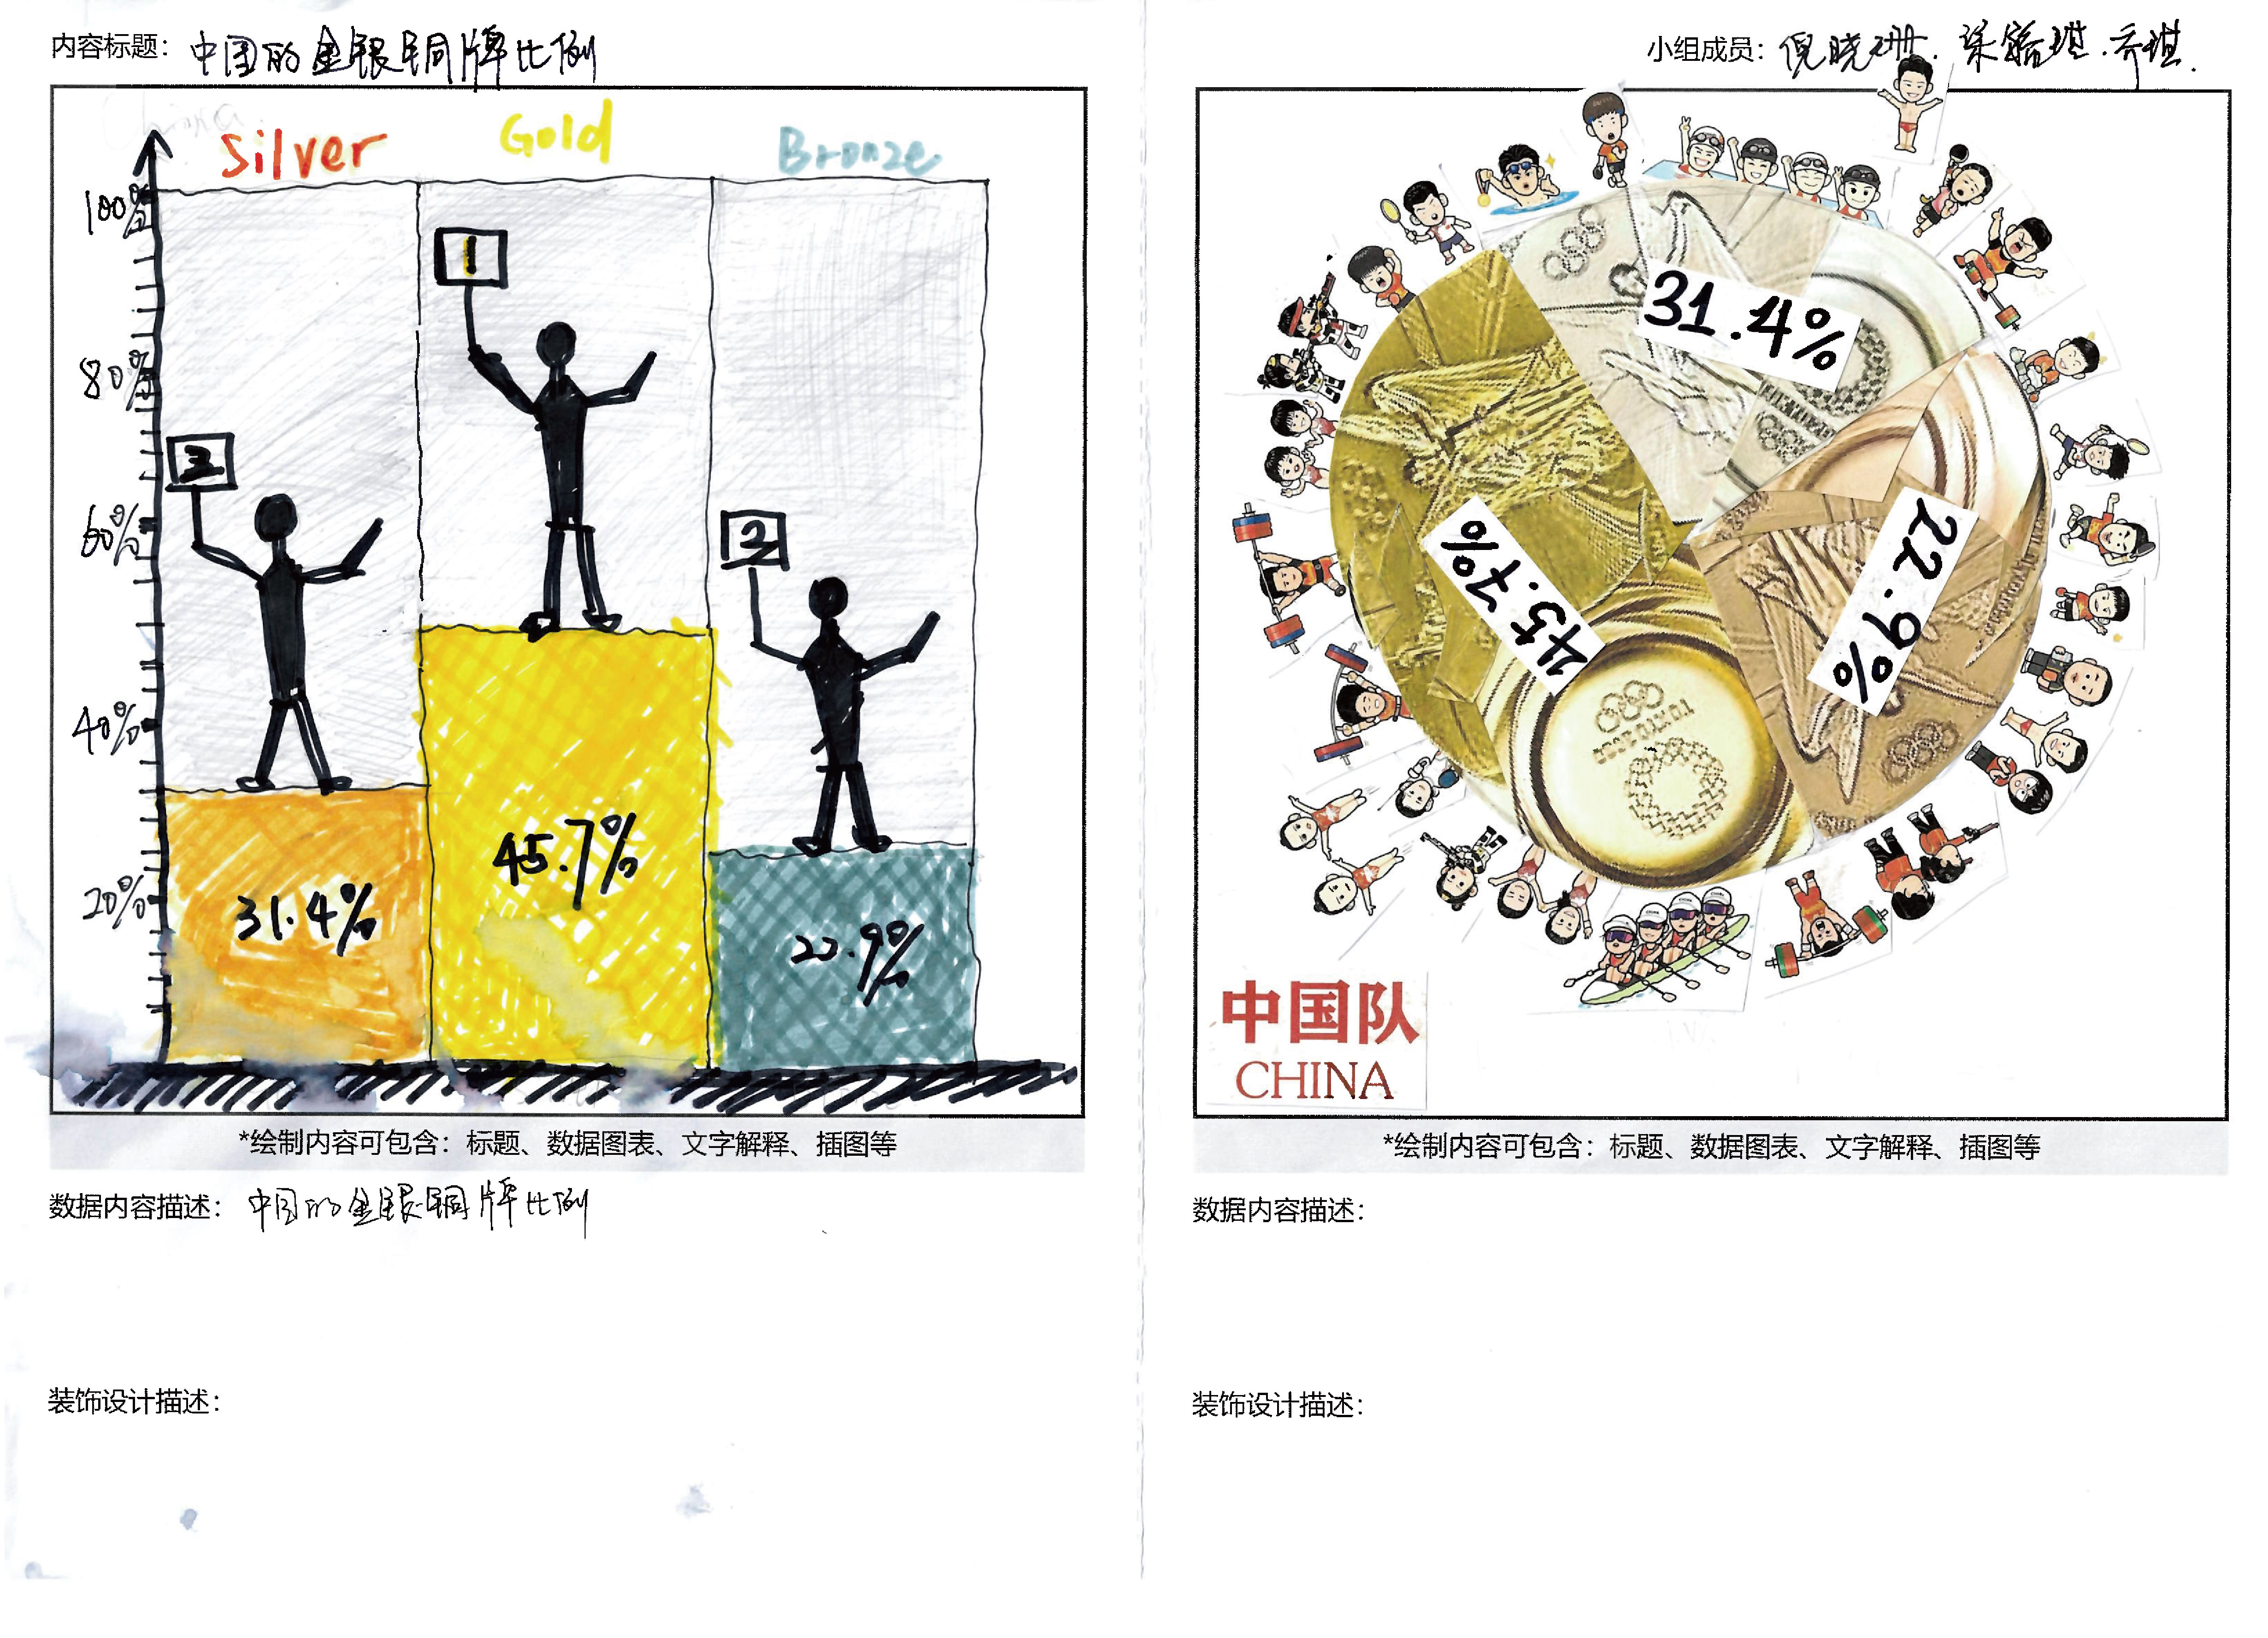 内容标题：中国的金银铜牌比例
Silver
Gold
Bronze
100%
80%
60%
40%
20%
1
3
2
31.4%
45.7%
22.9%
*绘制内容可包含：标题、数据图表、文字解释、插图等
数据内容描述：中国的金银铜牌比例
装饰设计描述：
小组成员：倪晓珊.
31.4%
45.7%
22.9%
中国队
CHINA
*绘制内容可包含：标题、数据图表、文字解释、插图等
数据内容描述：
装饰设计描述：